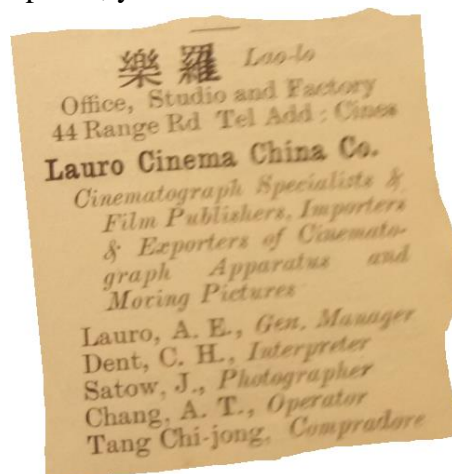 樂羅 Lao-lo
Office, Studio and Factory
44 Range Rd Tel Add : Cines
Lauro Cinema China Co.
Cinematograph Specialists &
Film Publishers, Importers
& Exporters of Cinemato-
graph Apparatus and
Moving Pictures
Lauro, A. E., Gen. Manager
Dent, C. H., Interpreter
Satow, J., Photographer
Chang, A. T., Operator
Tang Chi-jong, Compradore